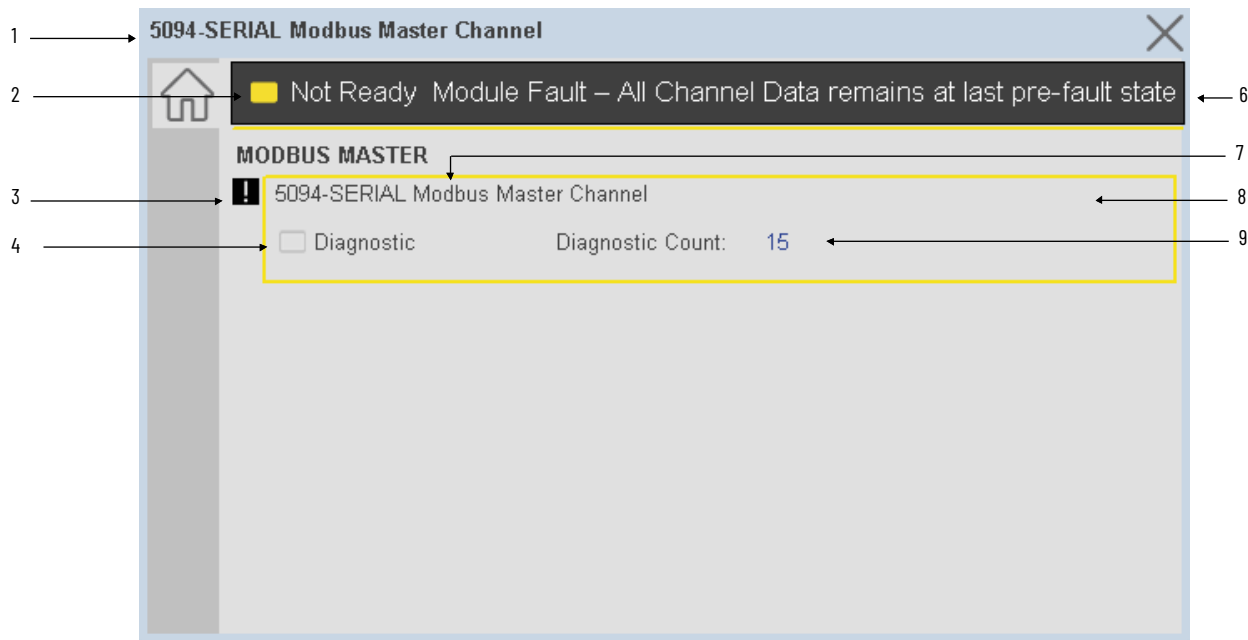 1
5094-SERIAL Modbus Master Channel
2
Not Ready Module Fault – All Channel Data remains at last pre-fault state
6
MODBUS MASTER
7
3
!
5094-SERIAL Modbus Master Channel
8
4
Diagnostic Diagnostic Count: 15
9